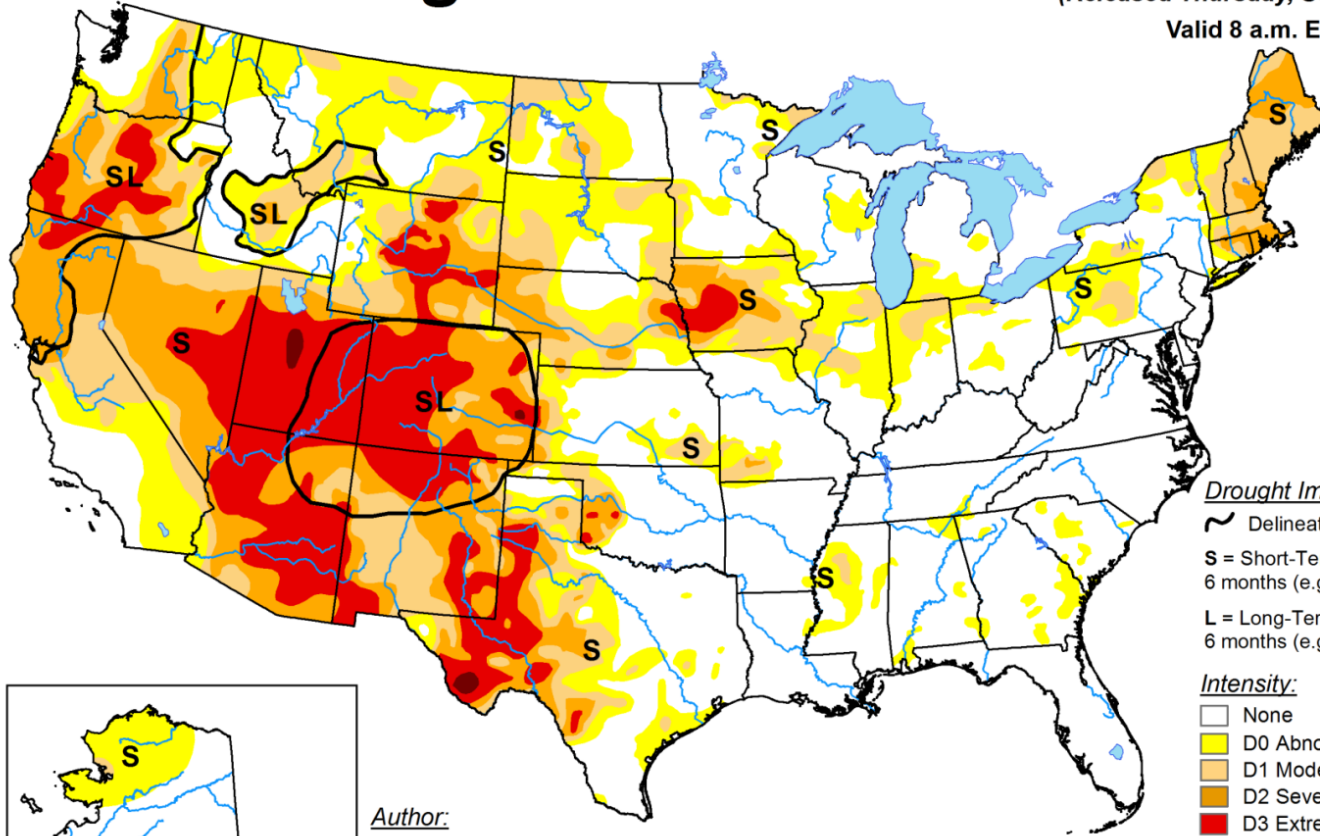 Valid 8 a.m. E
S
S
S
SL
SL
S
S
S
SL
S
S
S
S
Drought Im
Delineat
S = Short-Te
6 months (e.g
L = Long-Ter
6 months (e.g
Intensity:
None
D0 Abno
D1 Mode
D2 Seve
D3 Extre
S
Author: